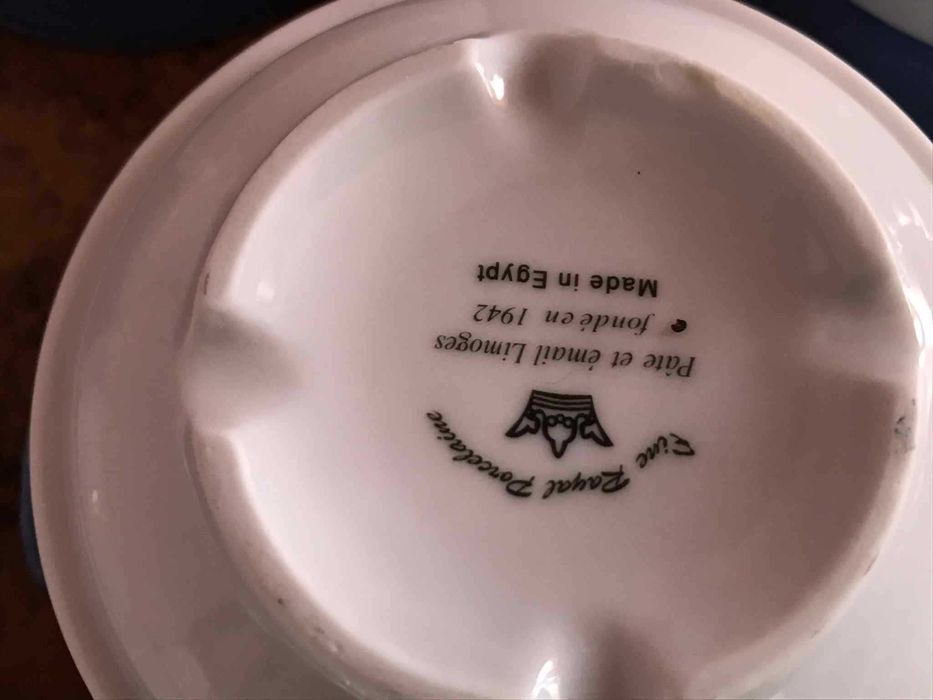 Fine Royal Porcelaine
Pâte et émail Limoges
fondé en 1942
Made in Egypt